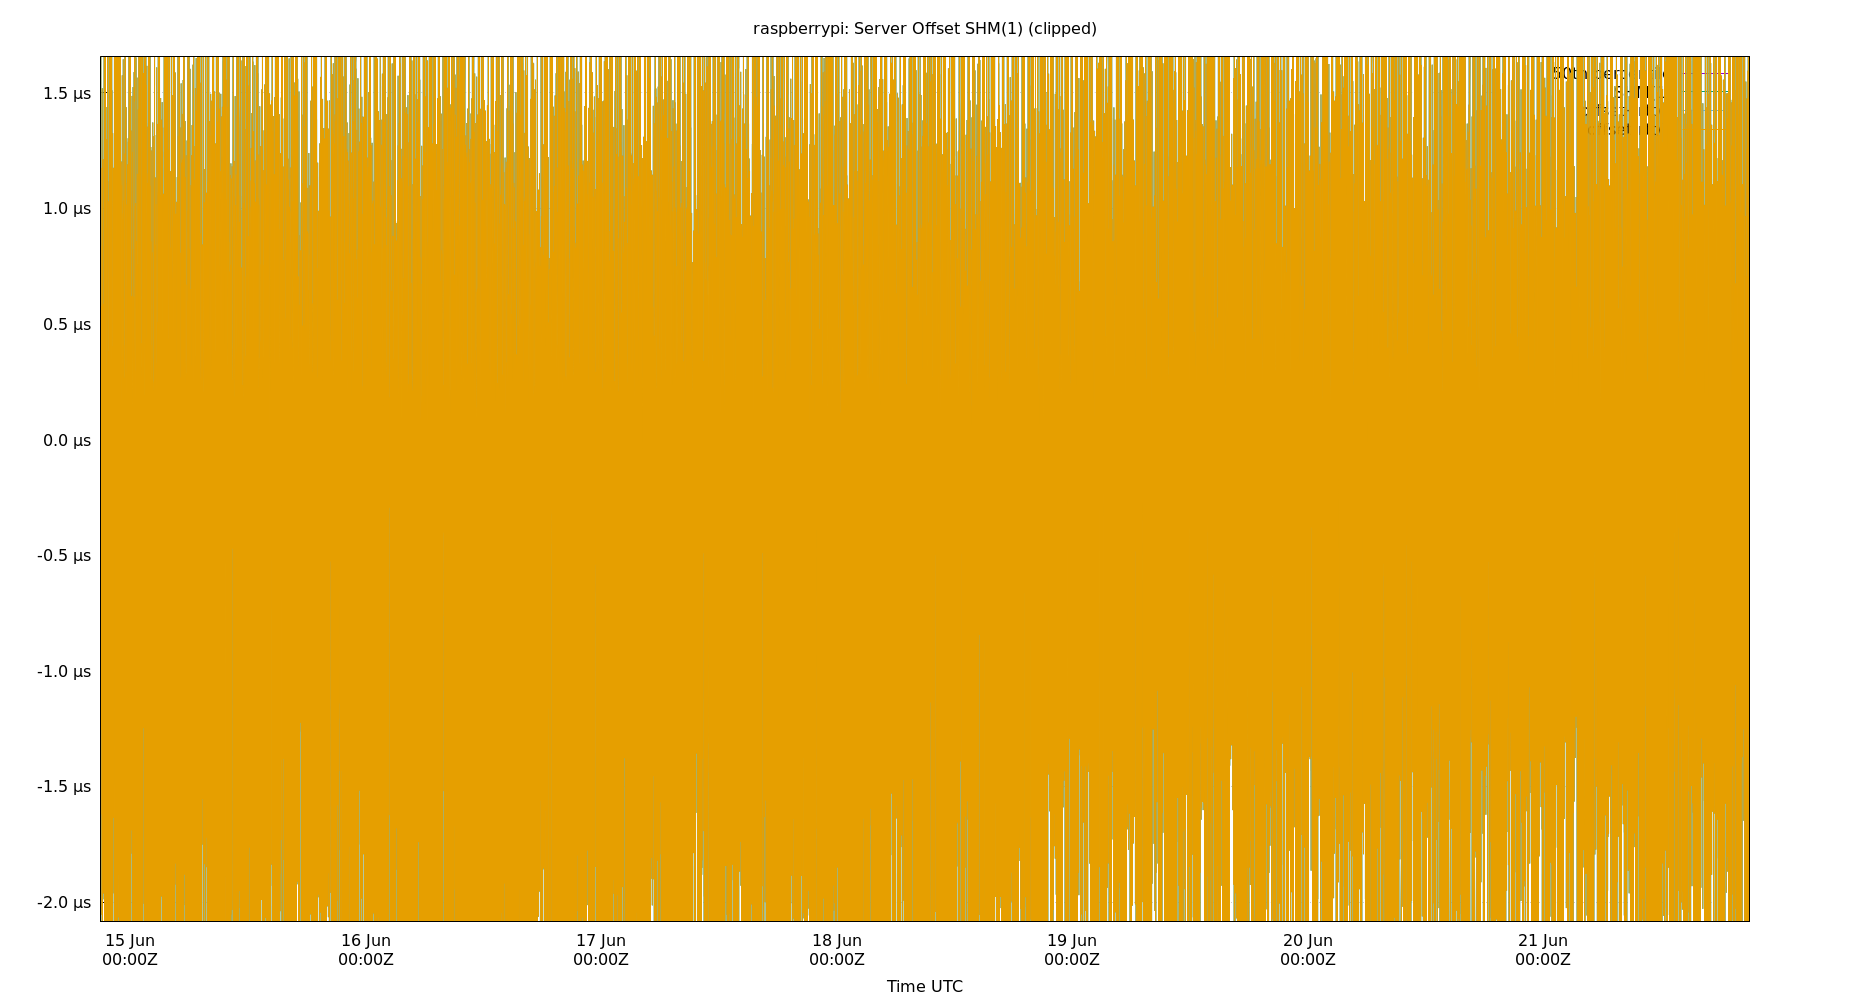 raspberrypi: Server Offset SHM(1) (clipped)
1.5 µs
1.0 µs
0.5 µs
0.0 µs
-0.5 µs
-1.0 µs
-1.5 µs
-2.0 µs
15 Jun 16 Jun 17 Jun 18 Jun 19 Jun 20 Jun 21 Jun
00:00Z 00:00Z 00:00Z 00:00Z 00:00Z 00:00Z 00:00Z
Time UTC